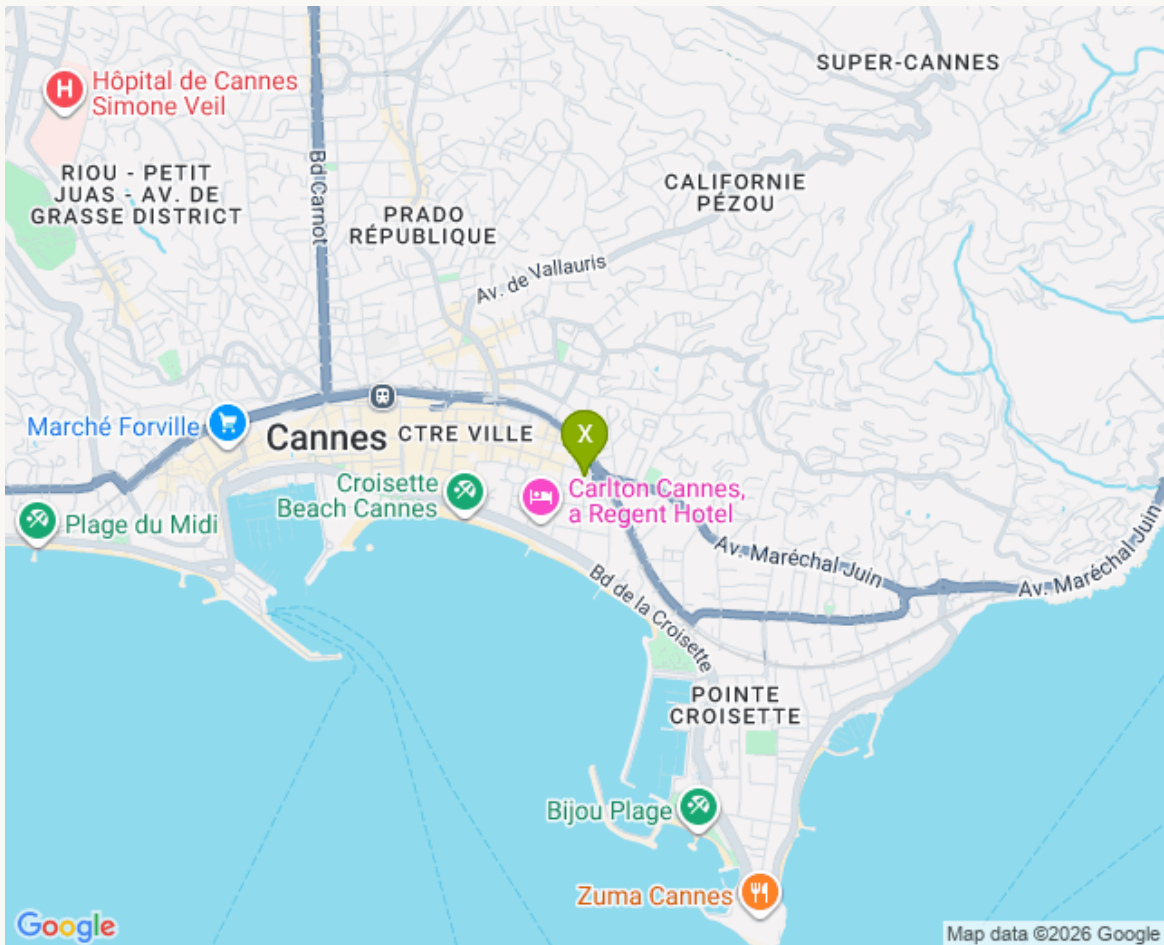 SUPER-CANNES
Hôpital de Cannes
Simone Veil
Bd Carnot
RIOU - PETIT
JUAS - AV. DE
GRASSE DISTRICT
CALIFORNIE
PÉZOU
PRADO
RÉPUBLIQUE
Av. de Vallauris
Marché Forville
Cannes
CTRE VILLE
X
Croisette
Beach Cannes
Carlton Cannes,
a Regent Hotel
Plage du Midi
Av. Maréchal Juin
Av. Maréchal Juin
Bd de la Croisette
POINTE
CROISETTE
Bijou Plage
Zuma Cannes
Google
Map data ©2026 Google
H